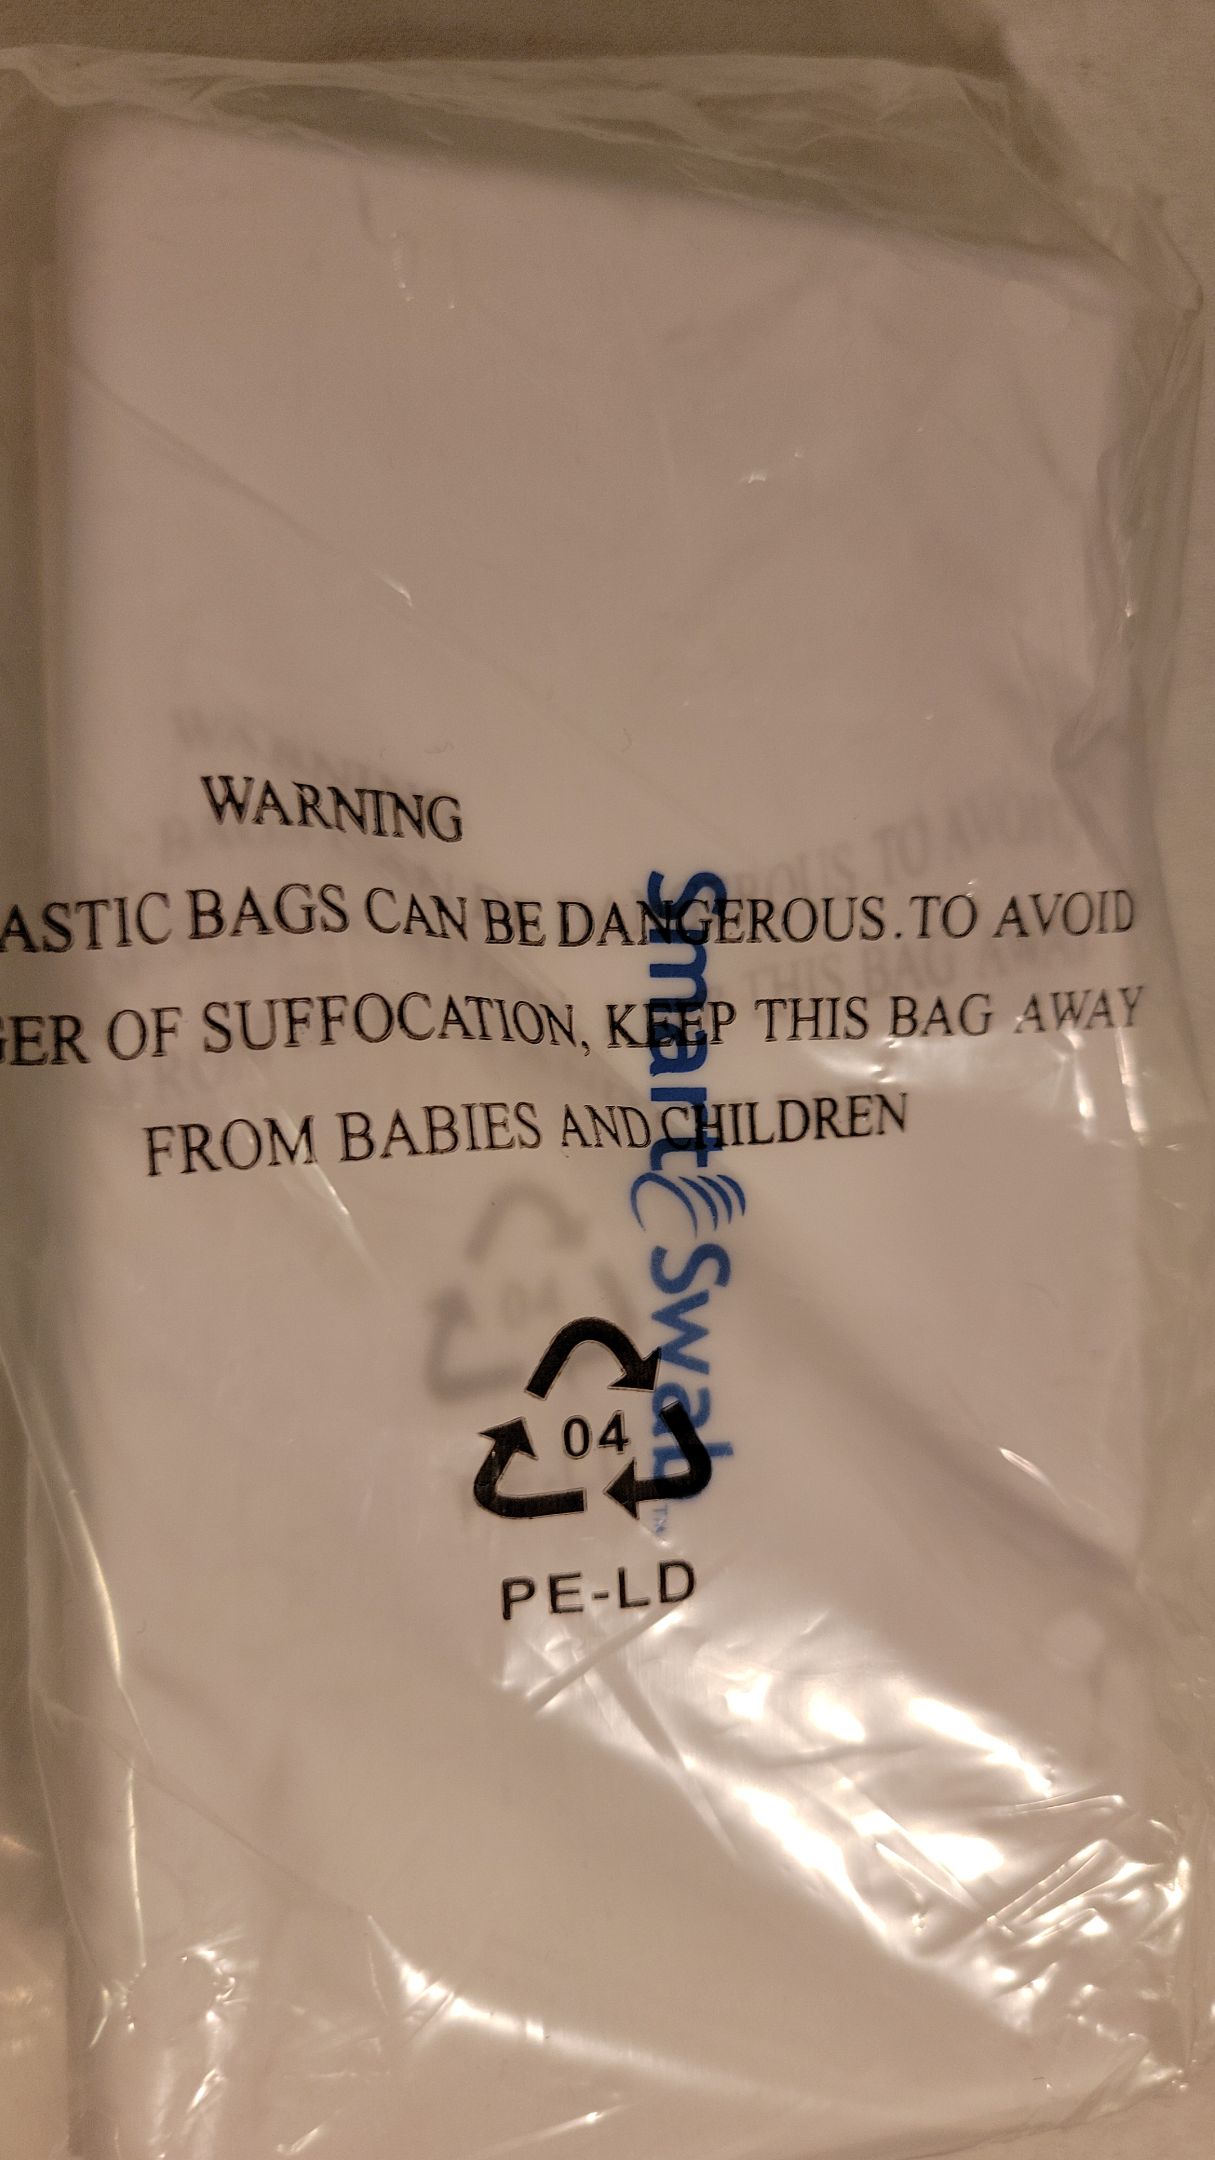 WARNING
ASTIC BAGS CAN BE DANGEROUS. TO AVOID
GER OF SUFFOCATION, KEEP THIS BAG AWAY
FROM BABIES AND CHILDREN
Smart Swab™
04
PE-LD